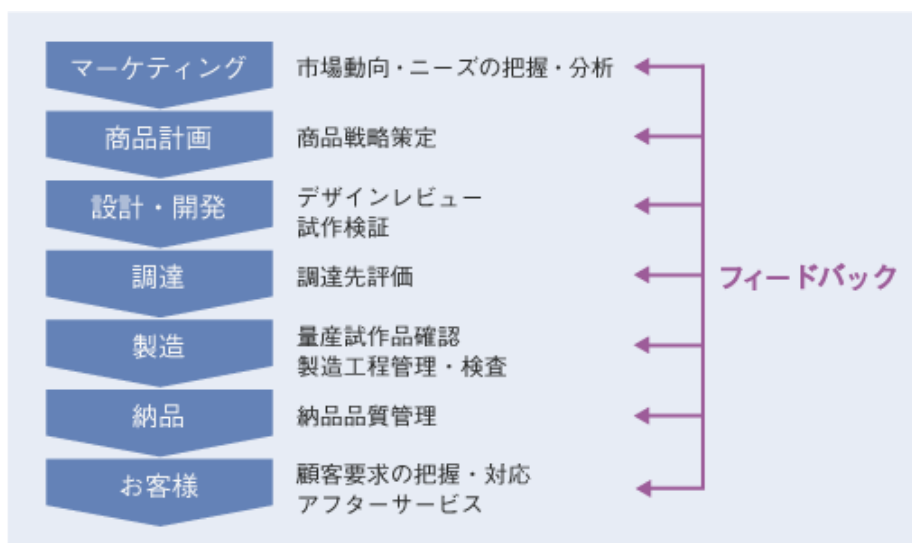 マーケティング
市場動向・ニーズの把握・分析
商品計画
商品戦略策定
設計・開発
デザインレビュー
試作検証
調達
調達先評価
フィードバック
製造
量産試作品確認
製造工程管理・検査
納品
納品品質管理
お客様
顧客要求の把握・対応
アフターサービス